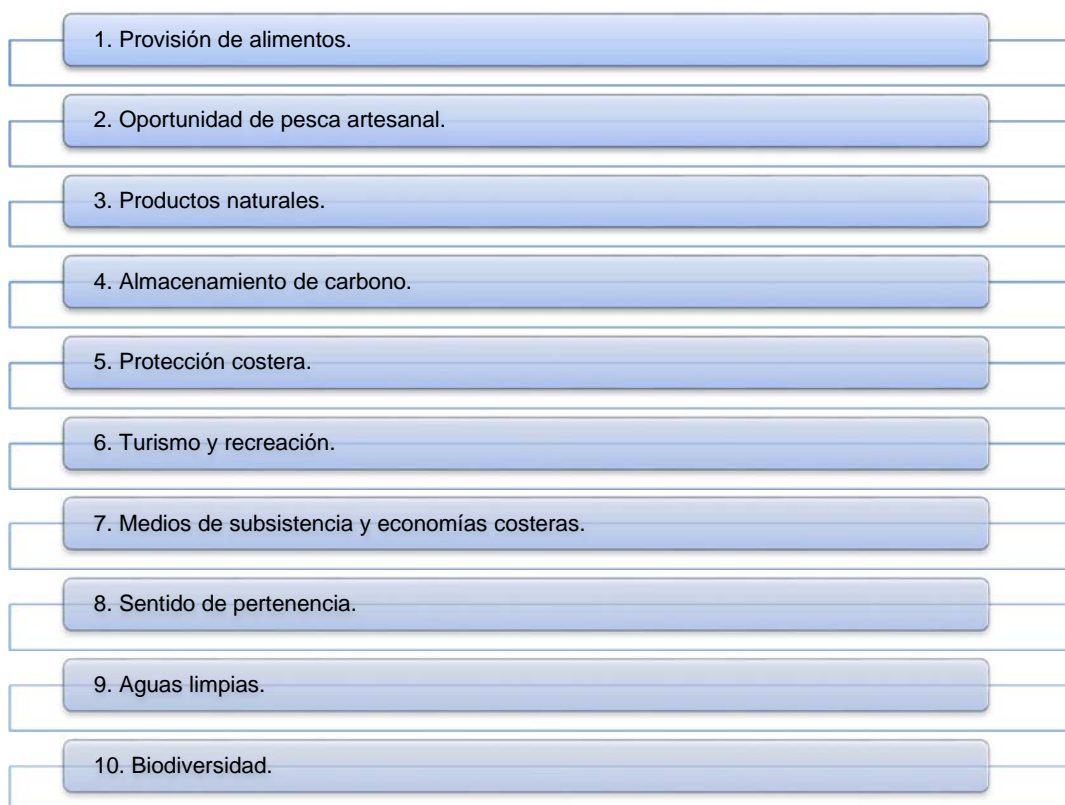 1. Provisión de alimentos.
2. Oportunidad de pesca artesanal.
3. Productos naturales.
4. Almacenamiento de carbono.
5. Protección costera.
6. Turismo y recreación.
7. Medios de subsistencia y economías costeras.
8. Sentido de pertenencia.
9. Aguas limpias.
10. Biodiversidad.